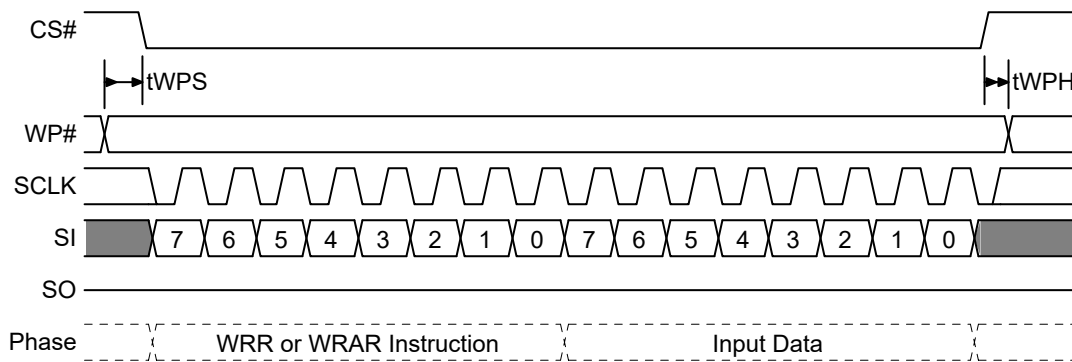 CS#
tWPS tWPH
WP#
SCLK
SI 7 6 5 4 3 2 1 0 7 6 5 4 3 2 1 0
SO
Phase WRR or WRAR Instruction Input Data